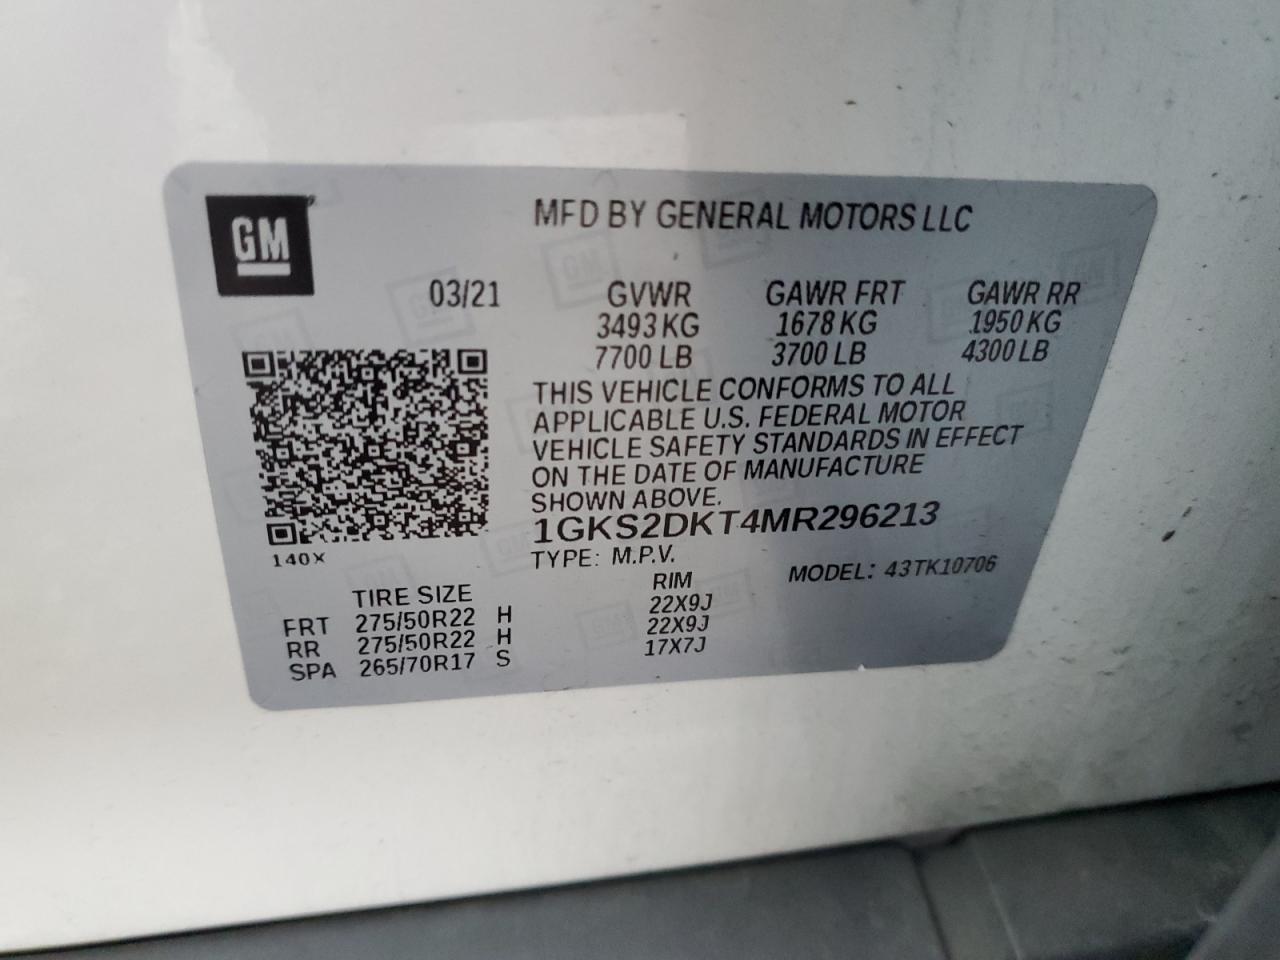 GM
MFD BY GENERAL MOTORS LLC
03/21 GVWR GAWR FRT GAWR RR
3493 KG 1678 KG 1950 KG
7700 LB 3700 LB 4300 LB
THIS VEHICLE CONFORMS TO ALL
APPLICABLE U.S. FEDERAL MOTOR
VEHICLE SAFETY STANDARDS IN EFFECT
ON THE DATE OF MANUFACTURE
SHOWN ABOVE.
1GKS2DKT4MR296213
140X
TYPE: M.P.V. MODEL: 43TK10706
TIRE SIZE RIM
FRT 275/50R22 H 22X9J
RR 275/50R22 H 22X9J
SPA 265/70R17 S 17X7J